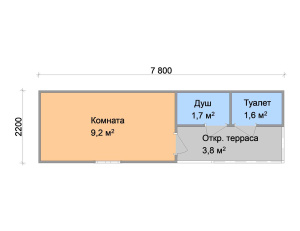 7 800
2200
Комната
9,2 м²
Душ
1,7 м²
Туалет
1,6 м²
Откр. терраса
3,8 м²